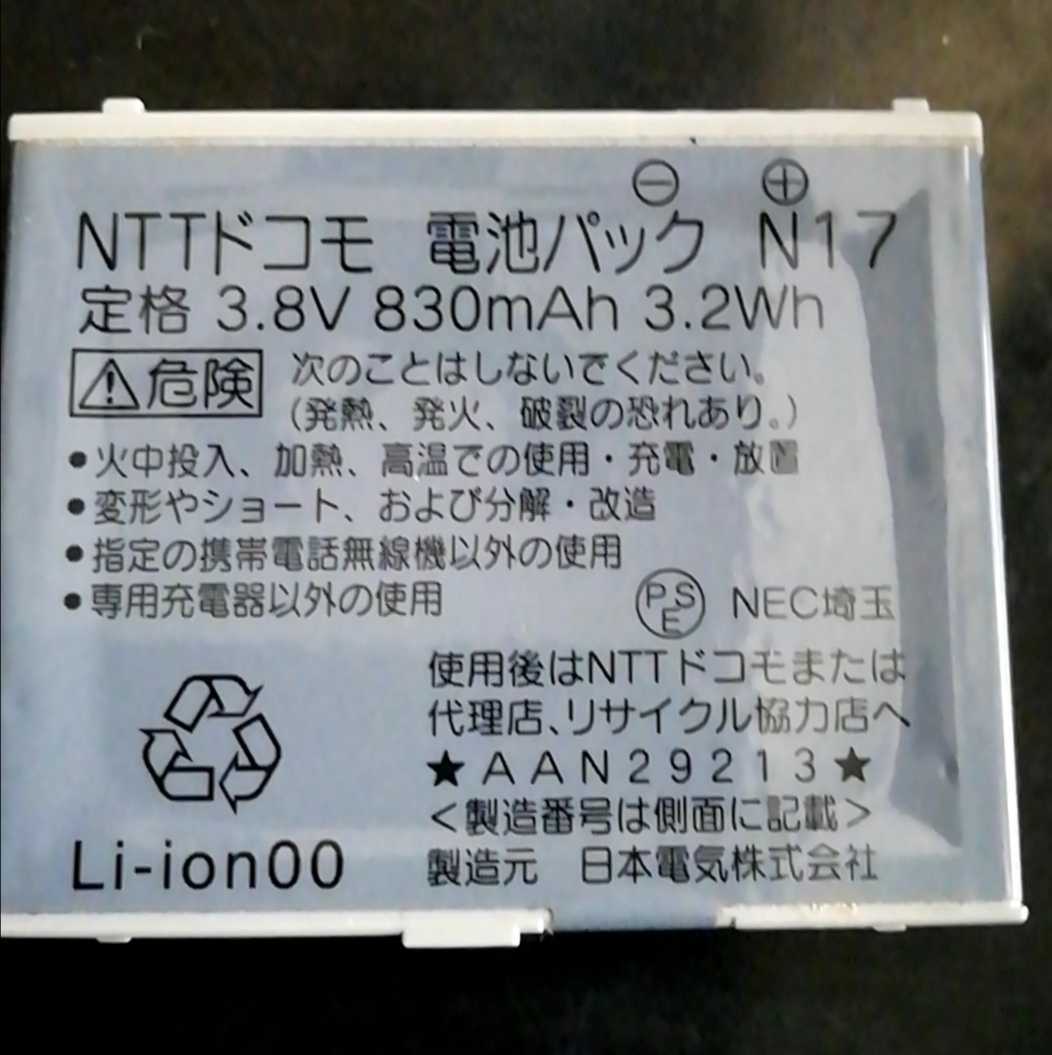 ⊖ ⊕
NTTドコモ 電池パック N17
定格 3.8V 830mAh 3.2Wh
⚠危険 次のことはしないでください。
(発熱、発火、破裂の恐れあり。)
●火中投入、加熱、高温での使用・充電・放置
●変形やショート、および分解・改造
●指定の携帯電話無線機以外の使用
●専用充電器以外の使用
PSE NEC埼玉
使用後はNTTドコモまたは
代理店、リサイクル協力店へ
★AAN29213★
<製造番号は側面に記載>
Li-ion00 製造元 日本電気株式会社